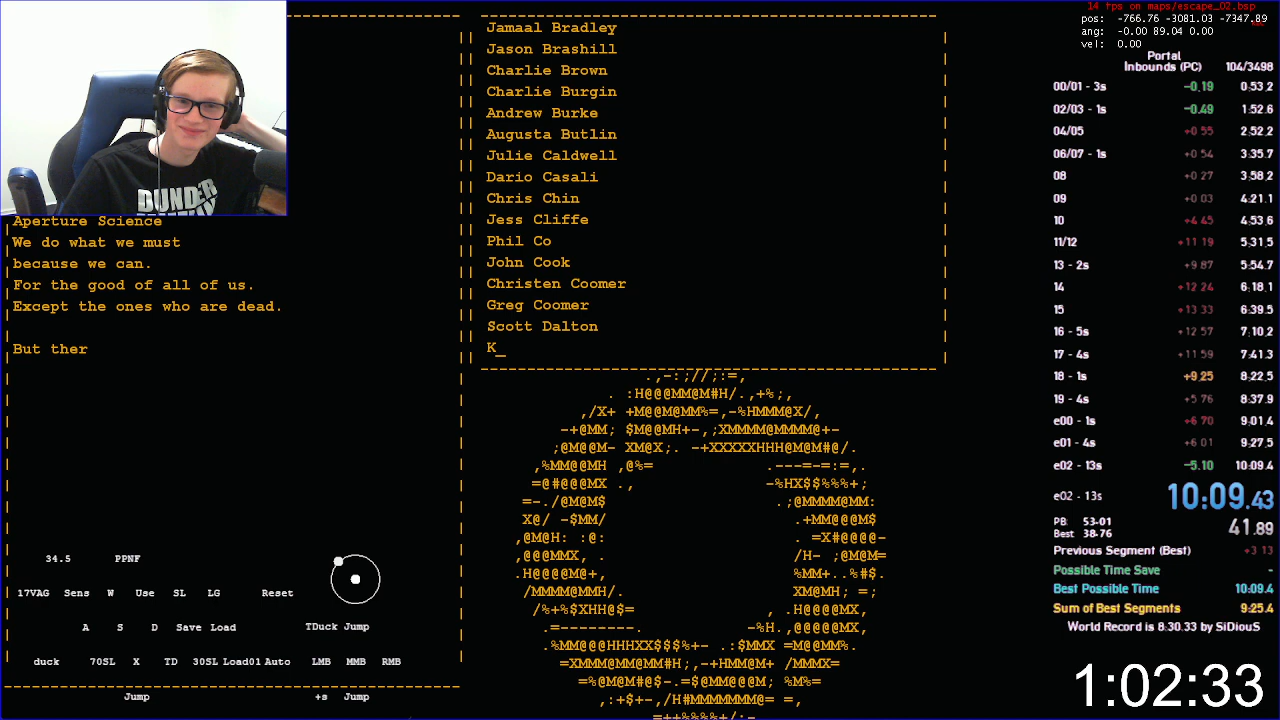 DUNDER
Aperture Science
We do what we must
because we can.
For the good of all of us.
Except the ones who are dead.
But ther
34.5 PPNF
17VAG Sens W Use SL LG Reset
A S D Save Load TDuck Jump
duck 70SL X TD 30SL Load01 Auto LMB MMB RMB
Jump +s Jump
Jamaal Bradley
Jason Brashill
Charlie Brown
Charlie Burgin
Andrew Burke
Augusta Butlin
Julie Caldwell
Dario Casali
Chris Chin
Jess Cliffe
Phil Co
John Cook
Christen Coomer
Greg Coomer
Scott Dalton
K_
14 fps on maps/escape_02.bsp
pos: -766.76 -3081.03 -7347.89
ang: -0.00 89.04 0.00
vel: 0.00
Portal
Inbounds (PC) 104/3498
00/01 - 3s -0.19 0:53.2
02/03 - 1s -0.49 1:52.6
04/05 +0.55 2:52.2
06/07 - 1s +0.54 3:35.7
08 +0.27 3:58.2
09 +0.03 4:21.1
10 +4.45 4:53.6
11/12 +11.19 5:31.5
13 - 2s +9.87 5:54.7
14 +12.24 6:18.1
15 +13.33 6:39.5
16 - 5s +12.57 7:10.2
17 - 4s +11.59 7:41.3
18 - 1s +9.25 8:22.5
19 - 4s +5.76 8:37.9
e00 - 1s +6.70 9:01.4
e01 - 4s +6.01 9:27.5
e02 - 13s -5.10 10:09.4
e02 - 13s 10:09.43
PB: 53-01
Best: 38-76 41.89
Previous Segment (Best) +3.13
Possible Time Save -
Best Possible Time 10:09.4
Sum of Best Segments 9:25.4
World Record is 8:30.33 by SiDiouS
1:02:33